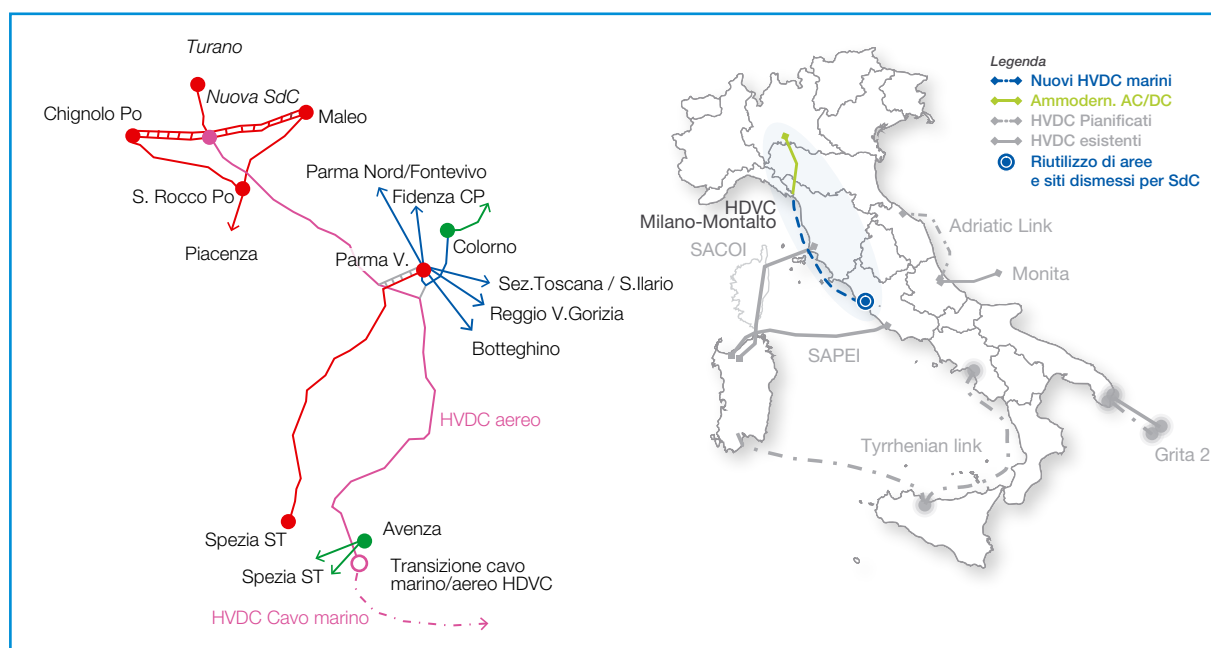 Turano
Nuova SdC
Chignolo Po
Maleo
S. Rocco Po
Piacenza
Parma Nord/Fontevivo
Fidenza CP
Colorno
Parma V.
Sez.Toscana / S.Ilario
Reggio V.Gorizia
Botteghino
HVDC aereo
Spezia ST
Avenza
Spezia ST
Transizione cavo
marino/aereo HDVC
HVDC Cavo marino
Legenda
Nuovi HVDC marini
Ammodern. AC/DC
HVDC Pianificati
HVDC esistenti
Riutilizzo di aree
e siti dismessi per SdC
HDVC
Milano-Montalto
SACOI
Adriatic Link
Monita
SAPEI
Tyrrhenian link
Grita 2